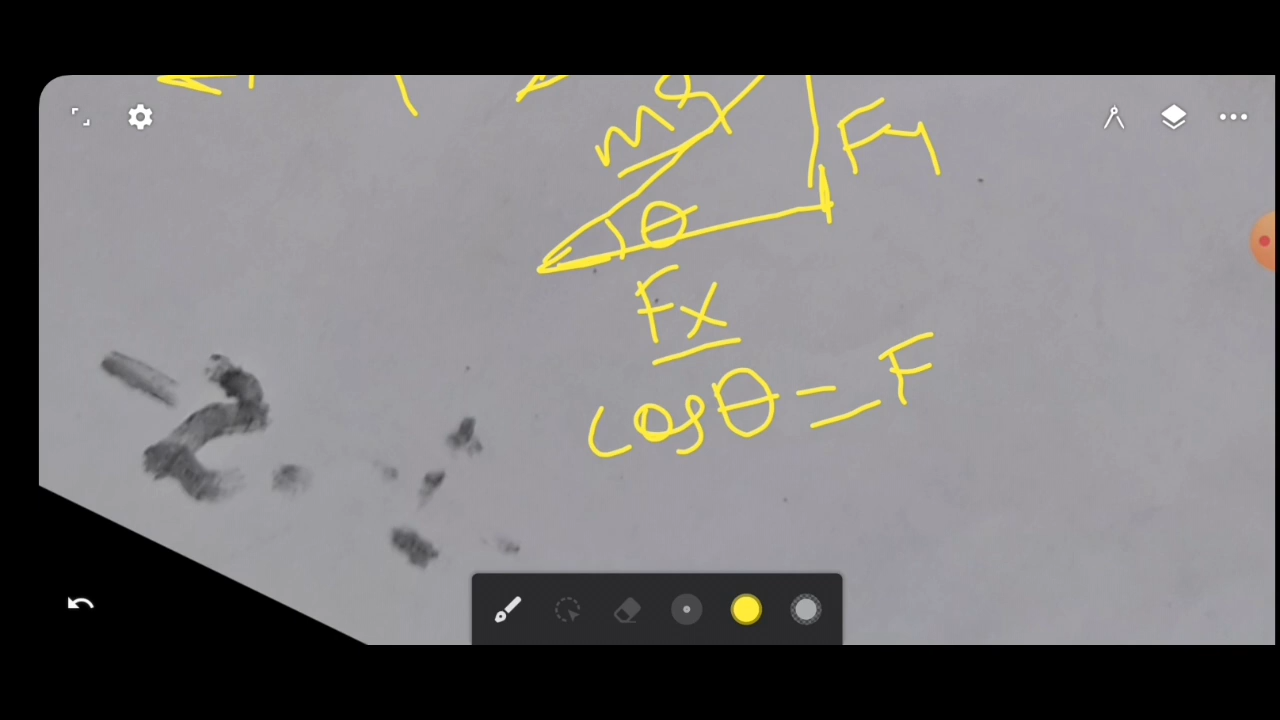 mg
Fy
θ
Fx
cosθ = F